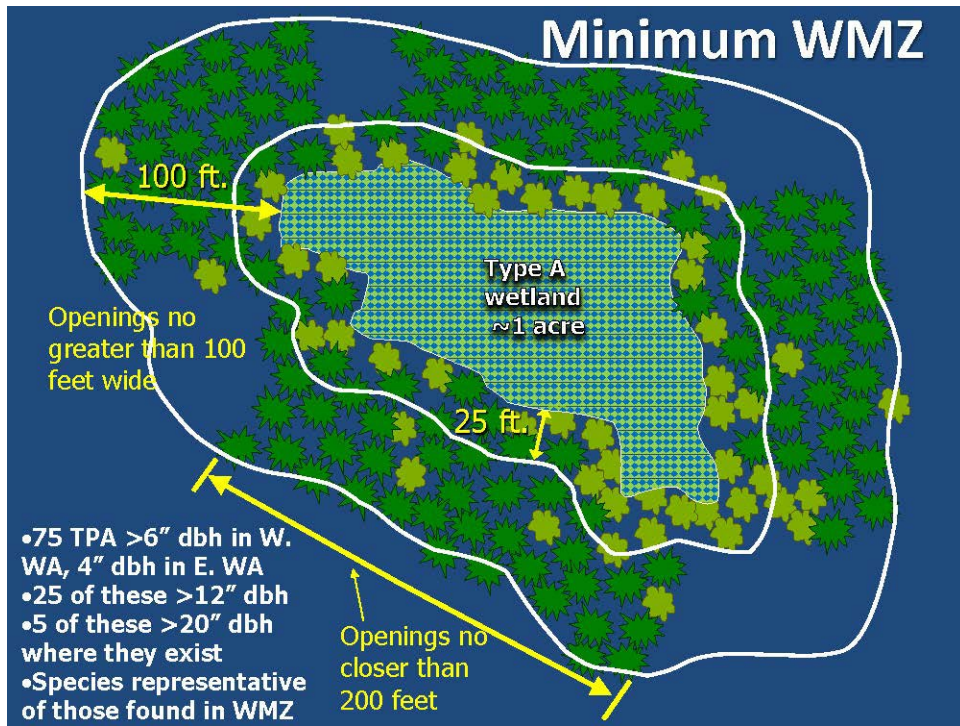 Minimum WMZ
100 ft.
Type A
wetland
~1 acre
Openings no
greater than 100
feet wide
25 ft.
•75 TPA >6” dbh in W.
WA, 4” dbh in E. WA
•25 of these >12” dbh
•5 of these >20” dbh
where they exist
•Species representative
of those found in WMZ
Openings no
closer than
200 feet